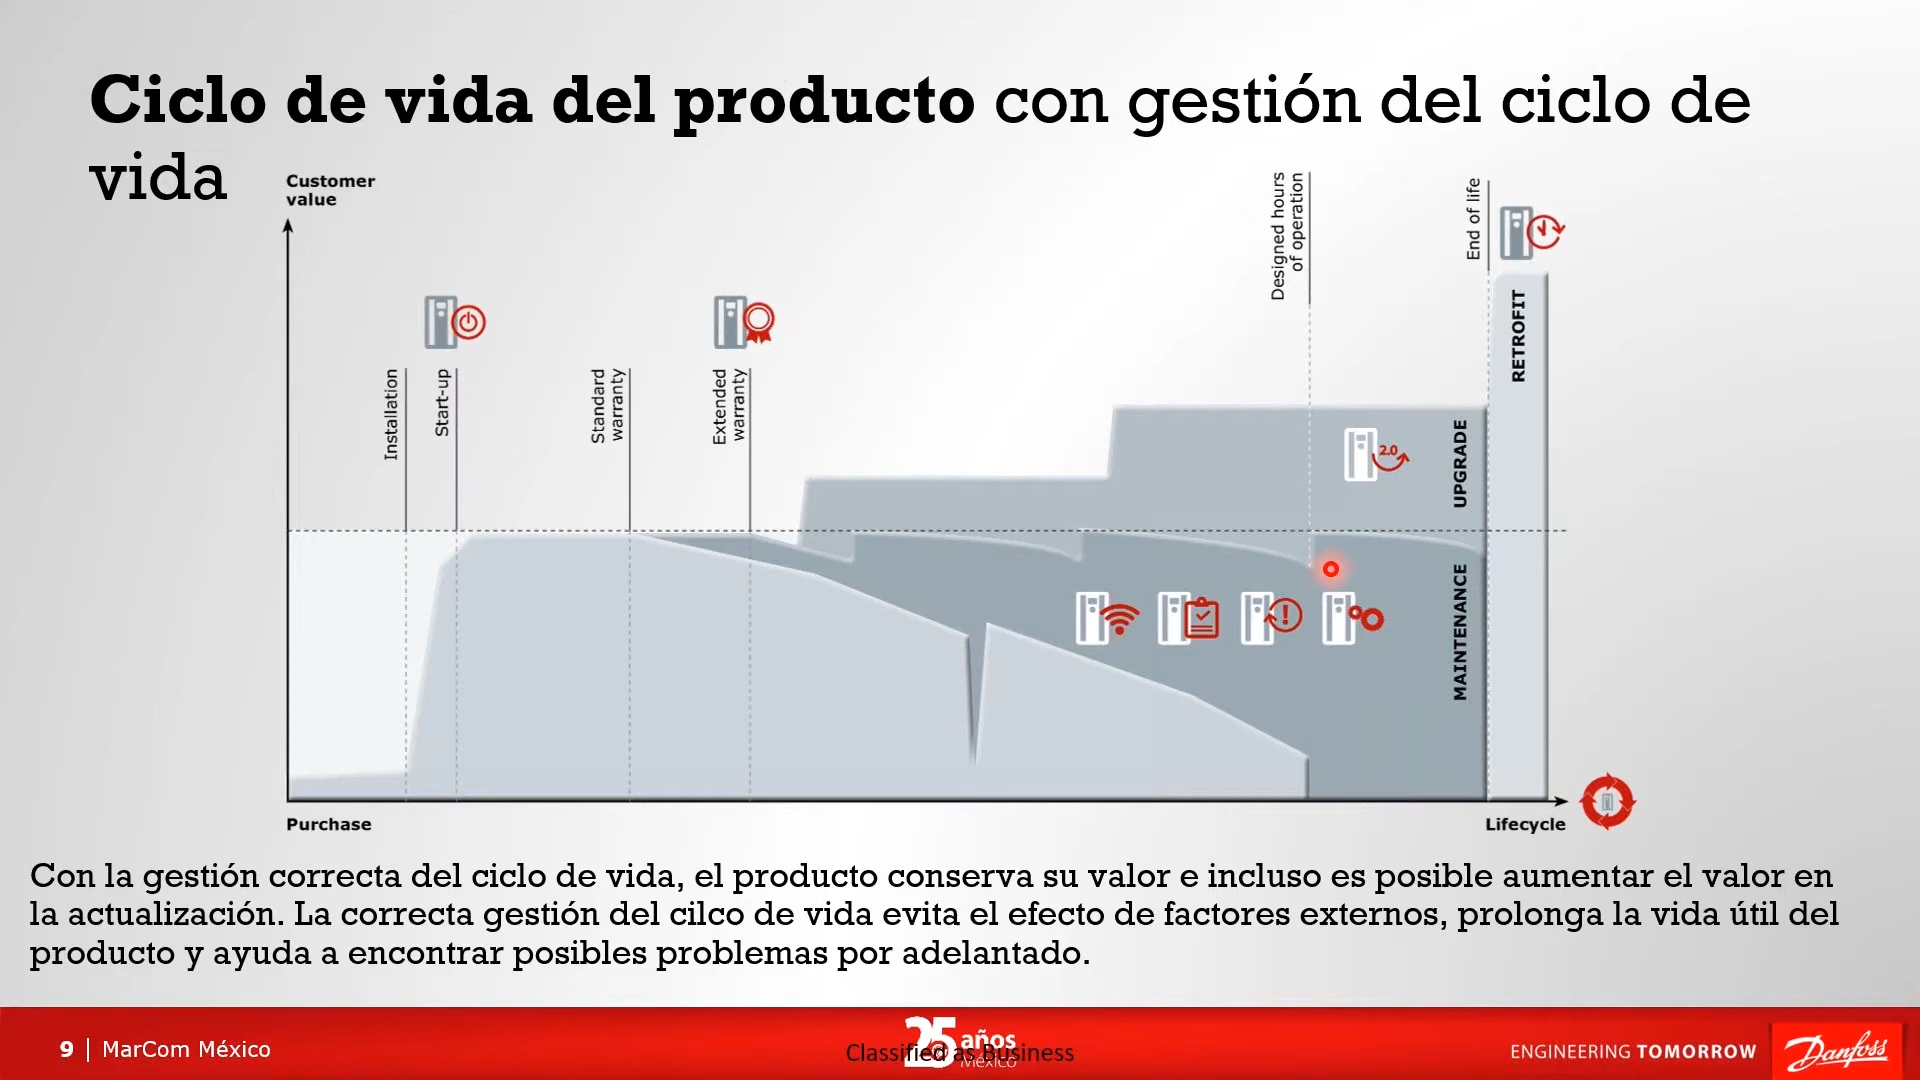 Ciclo de vida del producto con gestión del ciclo de
vida
Customer
value
Designed hours
of operation
End of life
RETROFIT
Installation
Start-up
Standard
warranty
Extended
warranty
2.0
UPGRADE
MAINTENANCE
Purchase
Lifecycle
Con la gestión correcta del ciclo de vida, el producto conserva su valor e incluso es posible aumentar el valor en
la actualización. La correcta gestión del cilco de vida evita el efecto de factores externos, prolonga la vida útil del
producto y ayuda a encontrar posibles problemas por adelantado.
9 | MarCom México
25 años
México
Classified as Business
ENGINEERING TOMORROW
Danfoss